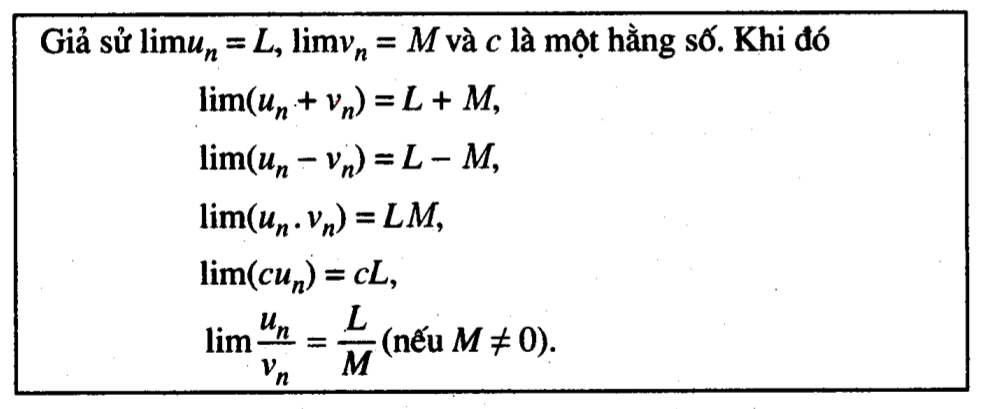 Giả sử limuₙ = L, limvₙ = M và c là một hằng số. Khi đó
lim(uₙ + vₙ) = L + M,
lim(uₙ − vₙ) = L − M,
lim(uₙ . vₙ) = LM,
lim(cuₙ) = cL,
lim uₙ/vₙ = L/M (nếu M ≠ 0).